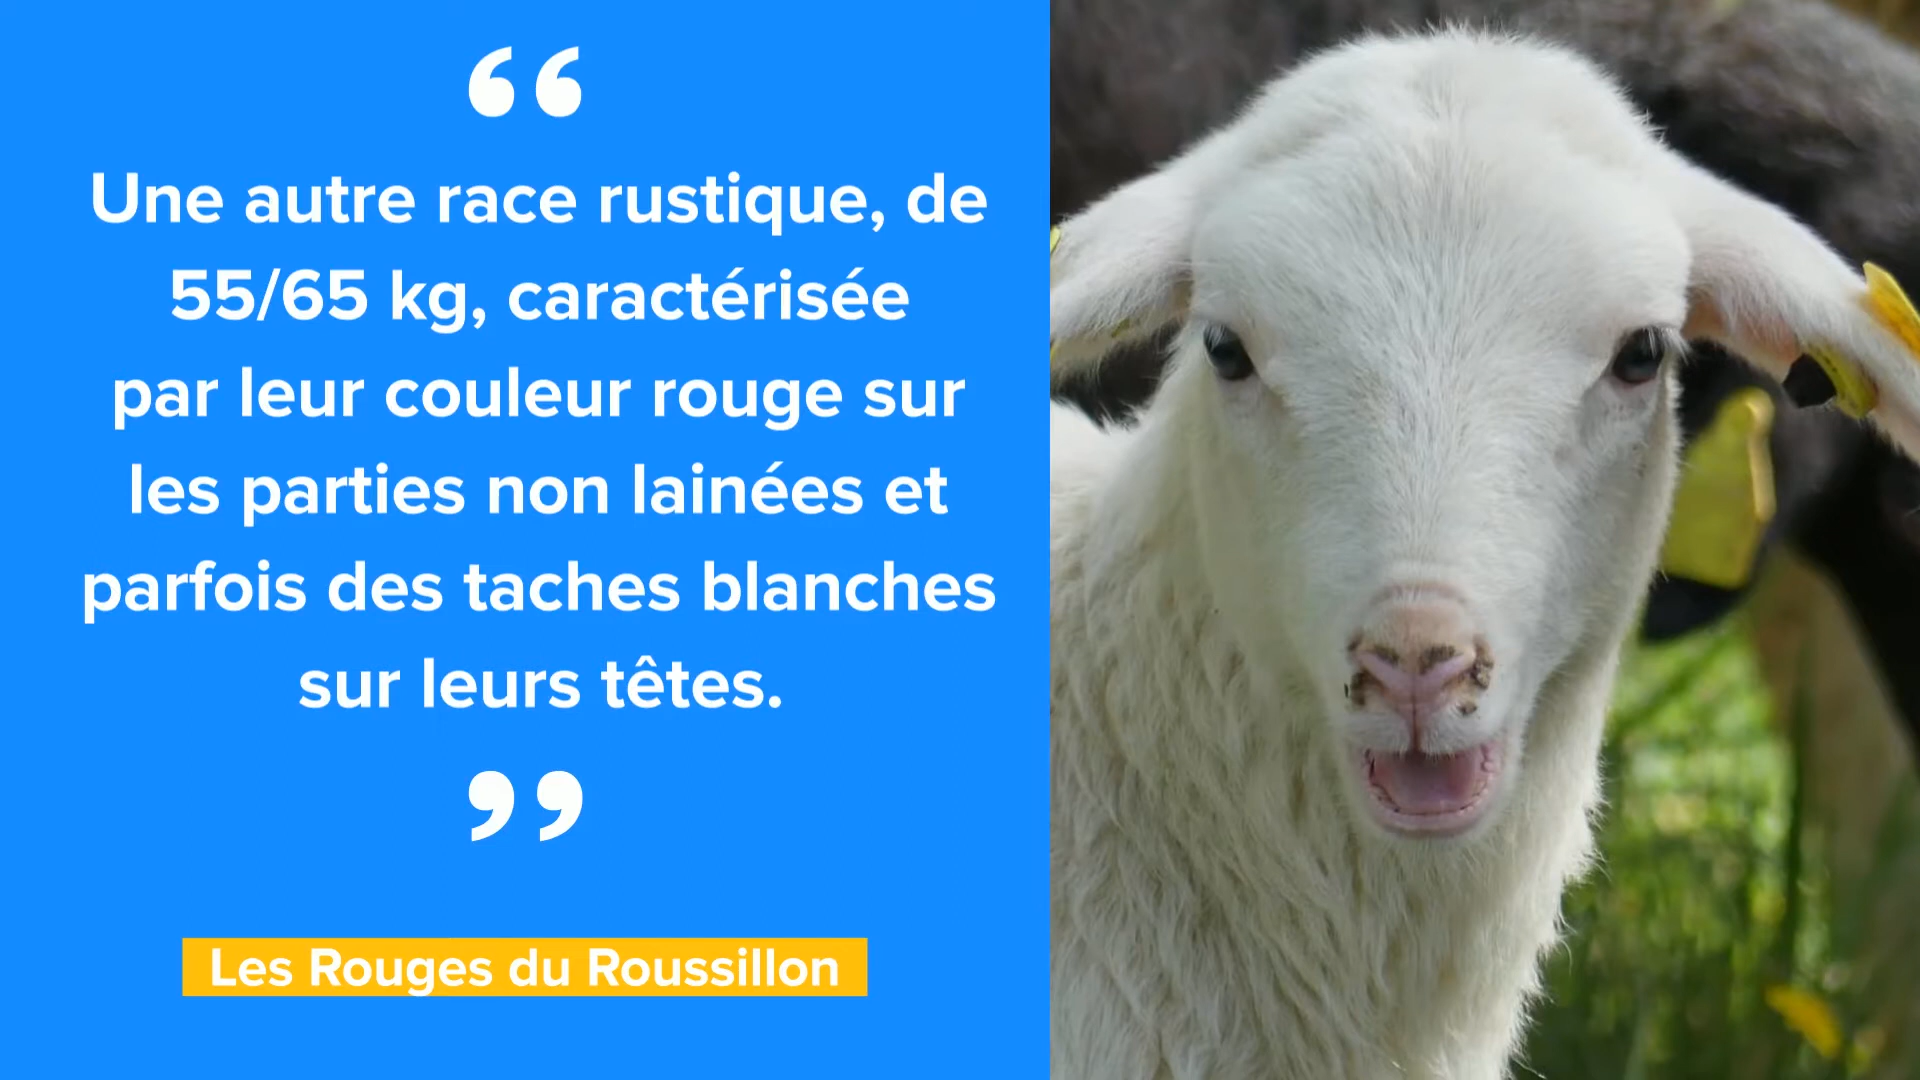 “
Une autre race rustique, de
55/65 kg, caractérisée
par leur couleur rouge sur
les parties non lainées et
parfois des taches blanches
sur leurs têtes.
”
Les Rouges du Roussillon